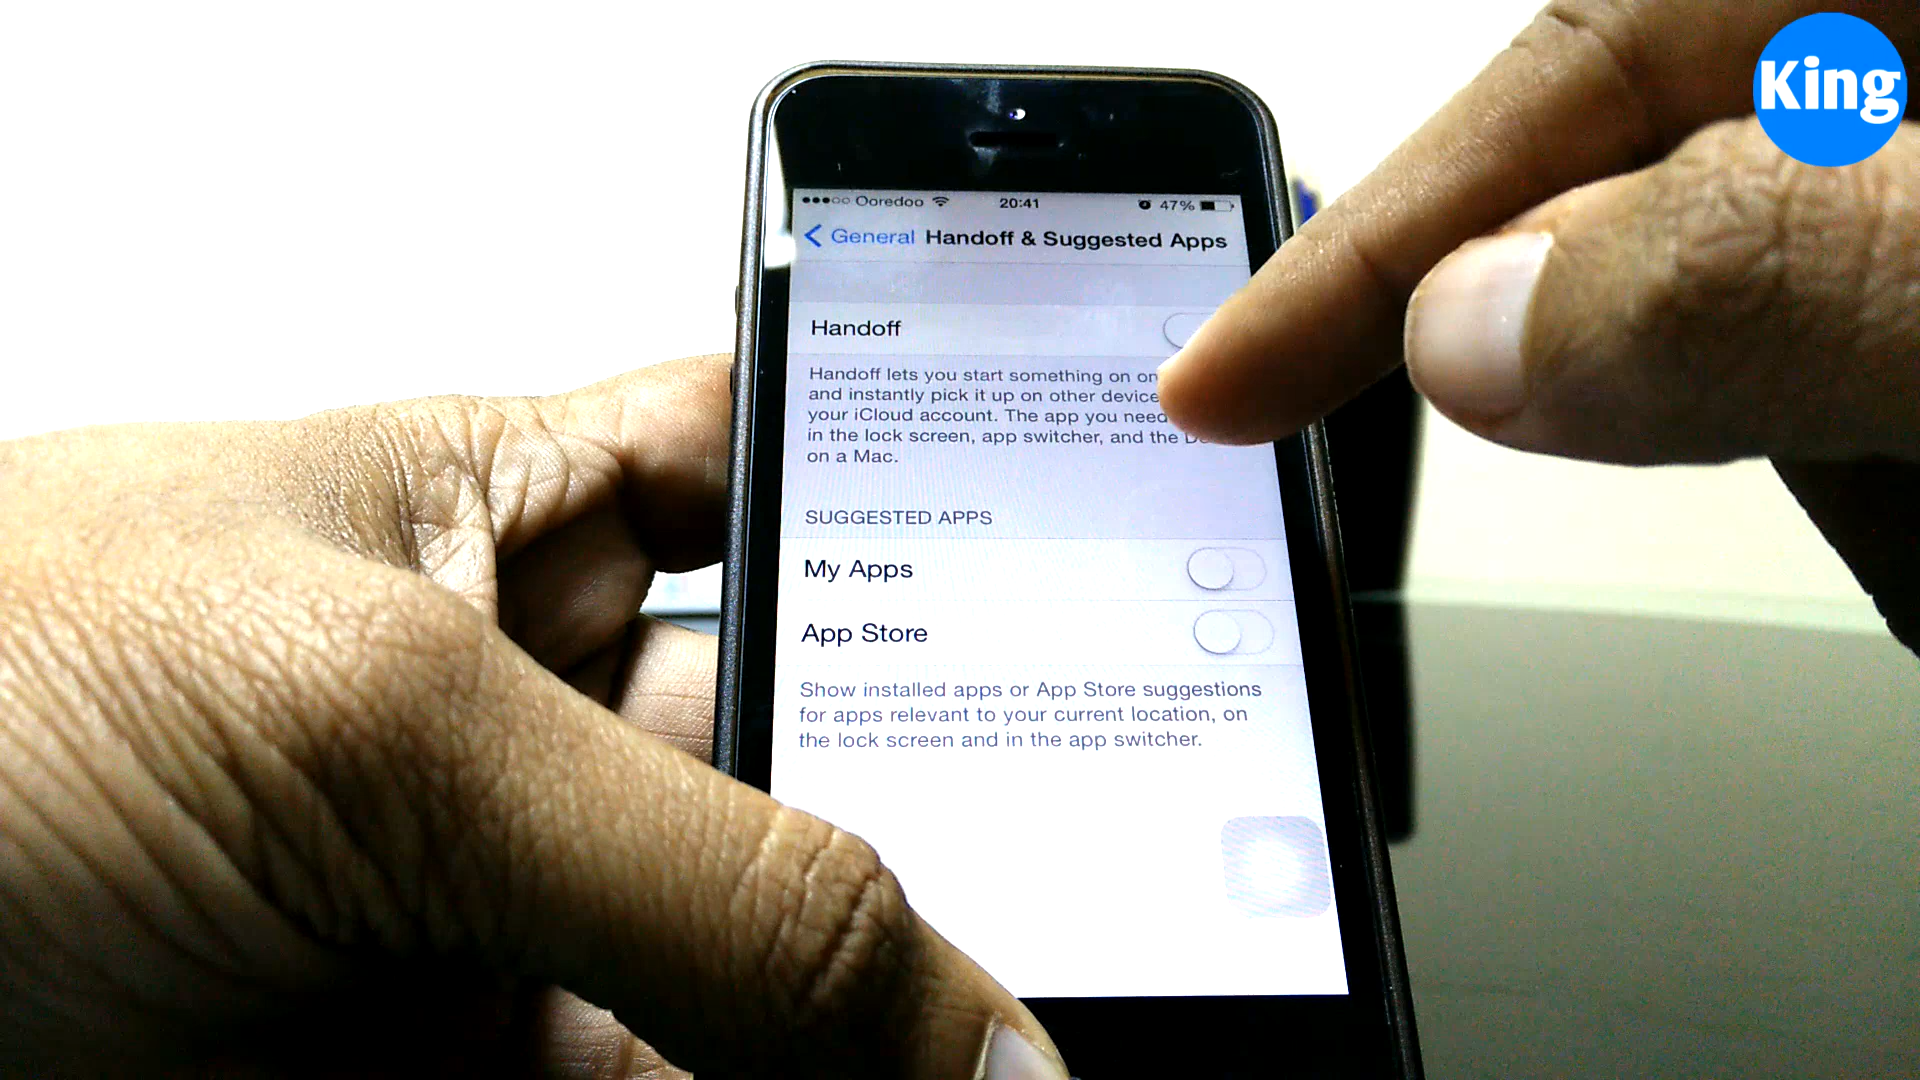 King
Ooredoo 20:41 47%
General Handoff & Suggested Apps
Handoff
Handoff lets you start something on
and instantly pick it up on other
your iCloud account. The app you need
in the lock screen, app switcher, and the
on a Mac.
SUGGESTED APPS
My Apps
App Store
Show installed apps or App Store suggestions
for apps relevant to your current location, on
the lock screen and in the app switcher.